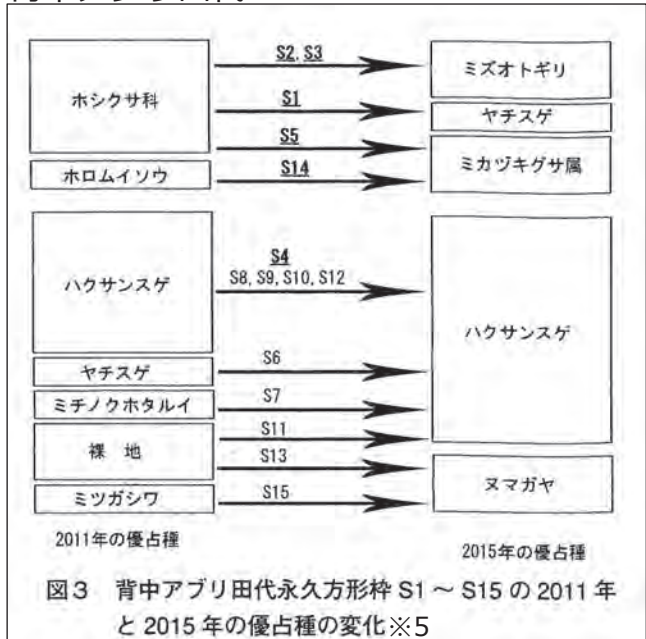 S2, S3
ホシクサ科
ミズオトギリ
S1
ヤチスゲ
S5
ミカヅキグサ属
ホロムイソウ
S14
S4
S8, S9, S10, S12
ハクサンスゲ
ハクサンスゲ
S6
ヤチスゲ
S7
ミチノクホタルイ
S11
裸 地
S13
ヌマガヤ
ミツガシワ
S15
2011年の優占種
2015年の優占種
図3 背中アブリ田代永久方形枠 S1 ~ S15 の 2011 年
と 2015 年の優占種の変化※5